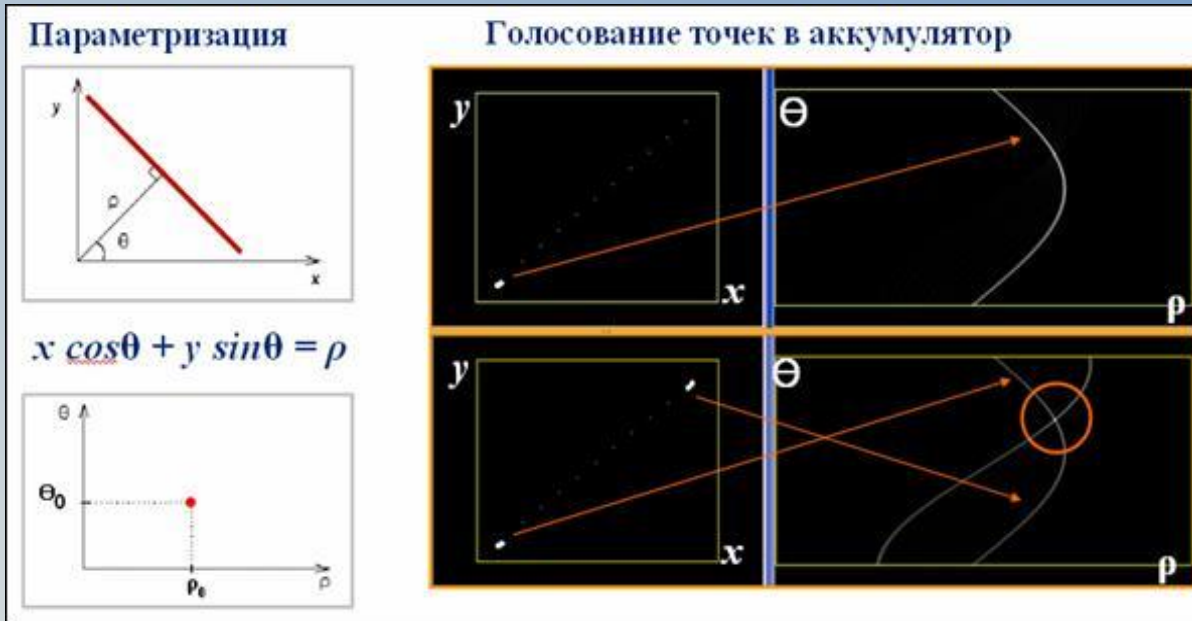 Параметризация
Голосование точек в аккумулятор
y
ρ
θ
x
x cosθ + y sinθ = ρ
θ
Θ₀
ρ₀
ρ
y
x
Θ
ρ
y
x
Θ
ρ